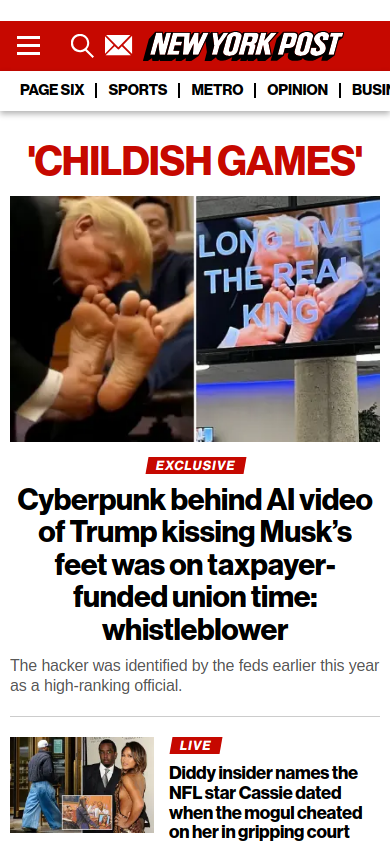 NEW YORK POST
PAGE SIX | SPORTS | METRO | OPINION | BUSI
'CHILDISH GAMES'
LONG LIVE
THE REAL
KING
EXCLUSIVE
Cyberpunk behind AI video
of Trump kissing Musk's
feet was on taxpayer-
funded union time:
whistleblower
The hacker was identified by the feds earlier this year
as a high-ranking official.
LIVE
Diddy insider names the
NFL star Cassie dated
when the mogul cheated
on her in gripping court